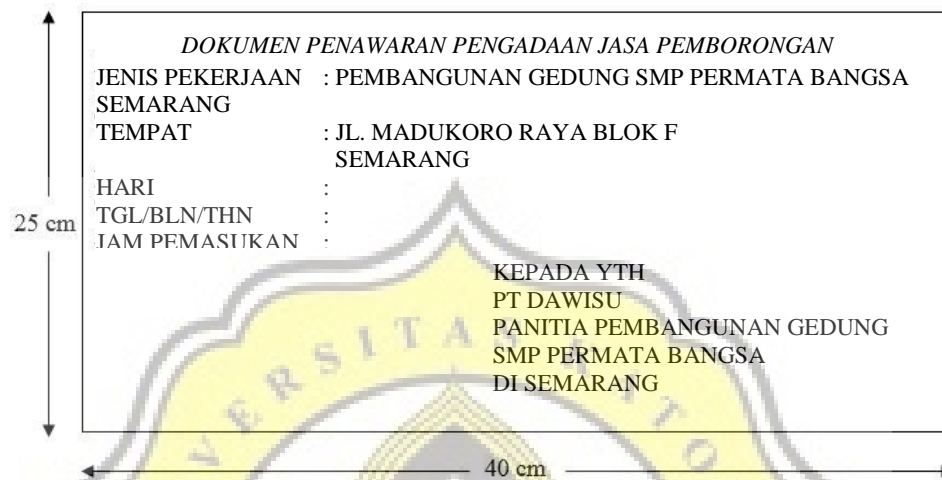 DOKUMEN PENAWARAN PENGADAAN JASA PEMBORONGAN
JENIS PEKERJAAN : PEMBANGUNAN GEDUNG SMP PERMATA BANGSA
SEMARANG
TEMPAT : JL. MADUKORO RAYA BLOK F
SEMARANG
HARI :
TGL/BLN/THN :
JAM PEMASUKAN :
25 cm
KEPADA YTH
PT DAWISU
PANITIA PEMBANGUNAN GEDUNG
SMP PERMATA BANGSA
DI SEMARANG
40 cm